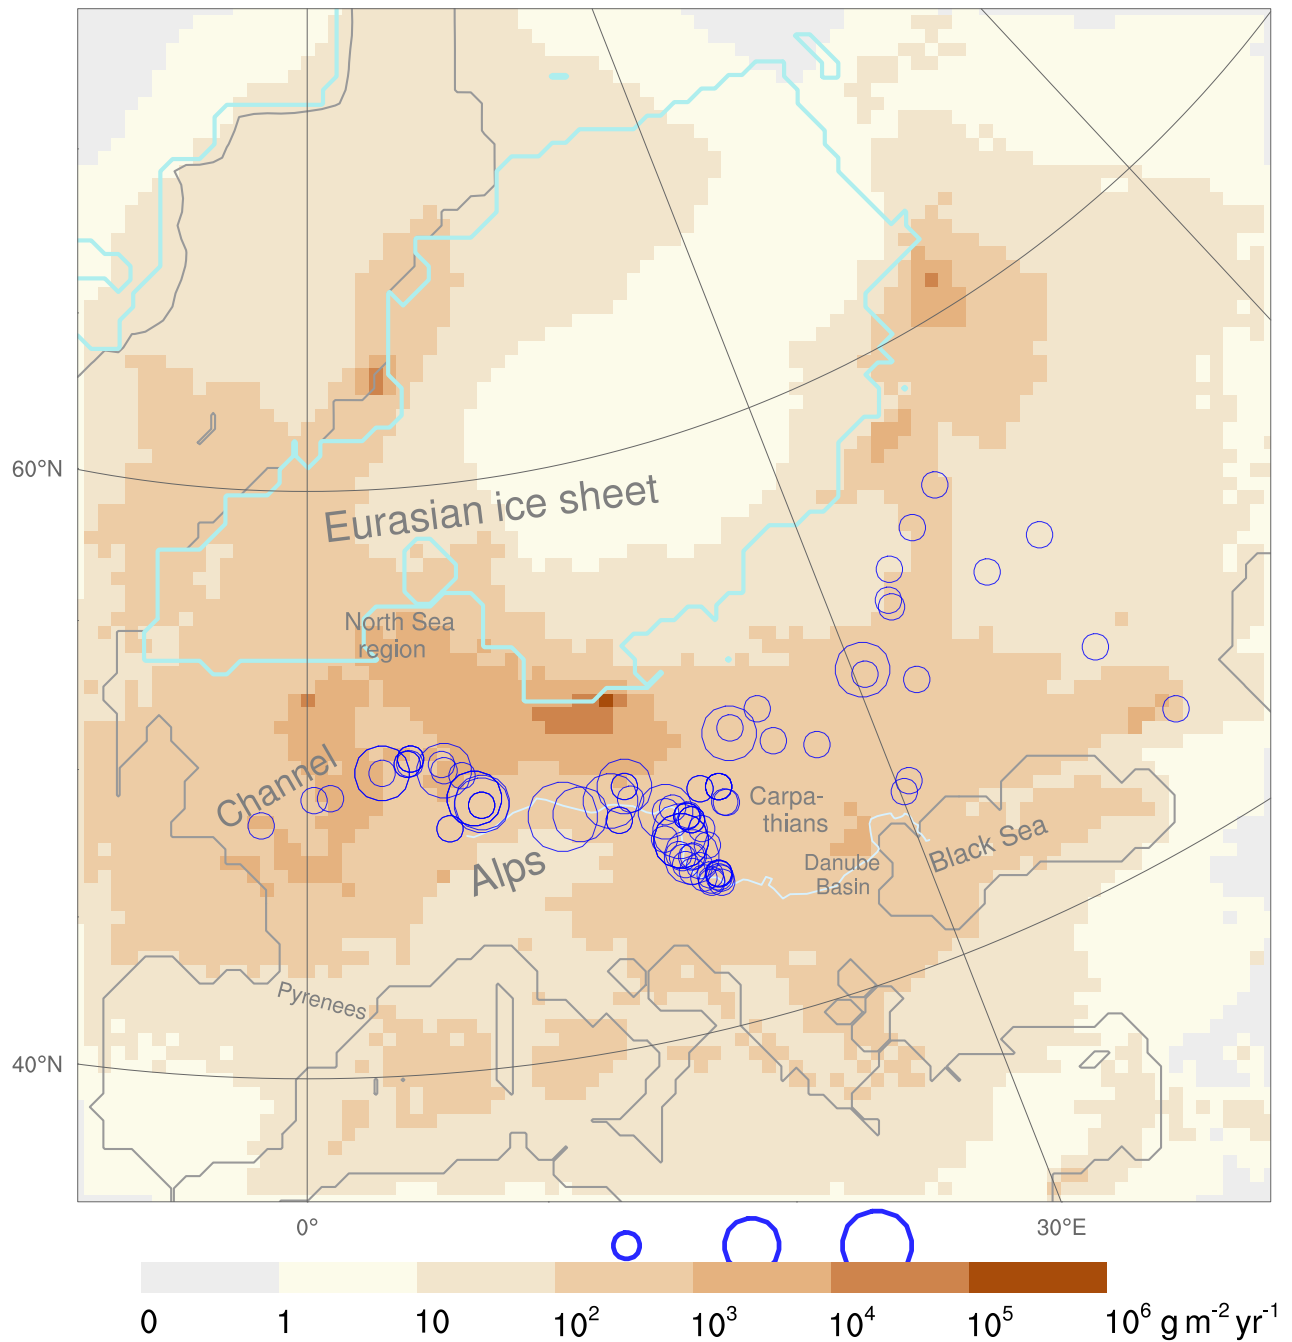 60°N
Eurasian ice sheet
North Sea
region
Channel
Carpa-
thians
Alps
Danube
Basin
Black Sea
Pyrenees
40°N
0°
30°E
0 1 10 10² 10³ 10⁴ 10⁵ 10⁶ g m⁻² yr⁻¹